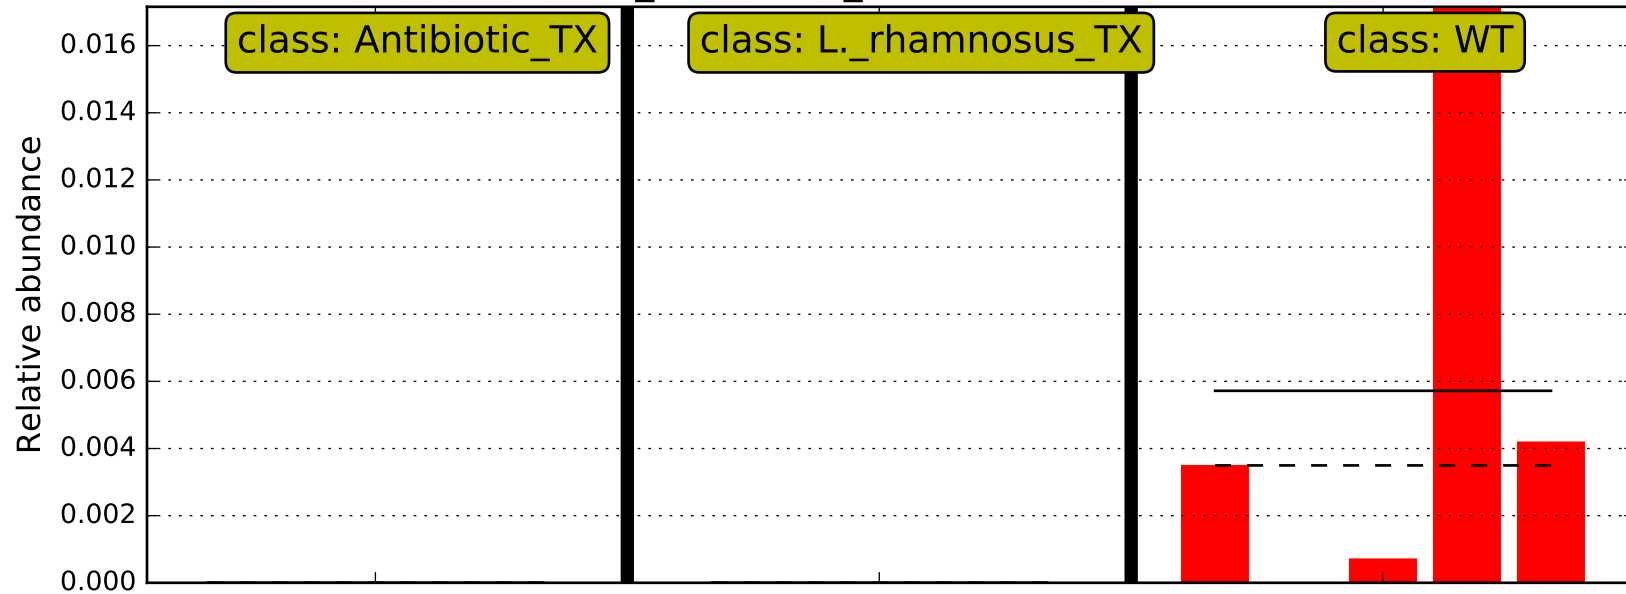 class: Antibiotic_TX
class: L._rhamnosus_TX
class: WT
Relative abundance
0.016
0.014
0.012
0.010
0.008
0.006
0.004
0.002
0.000